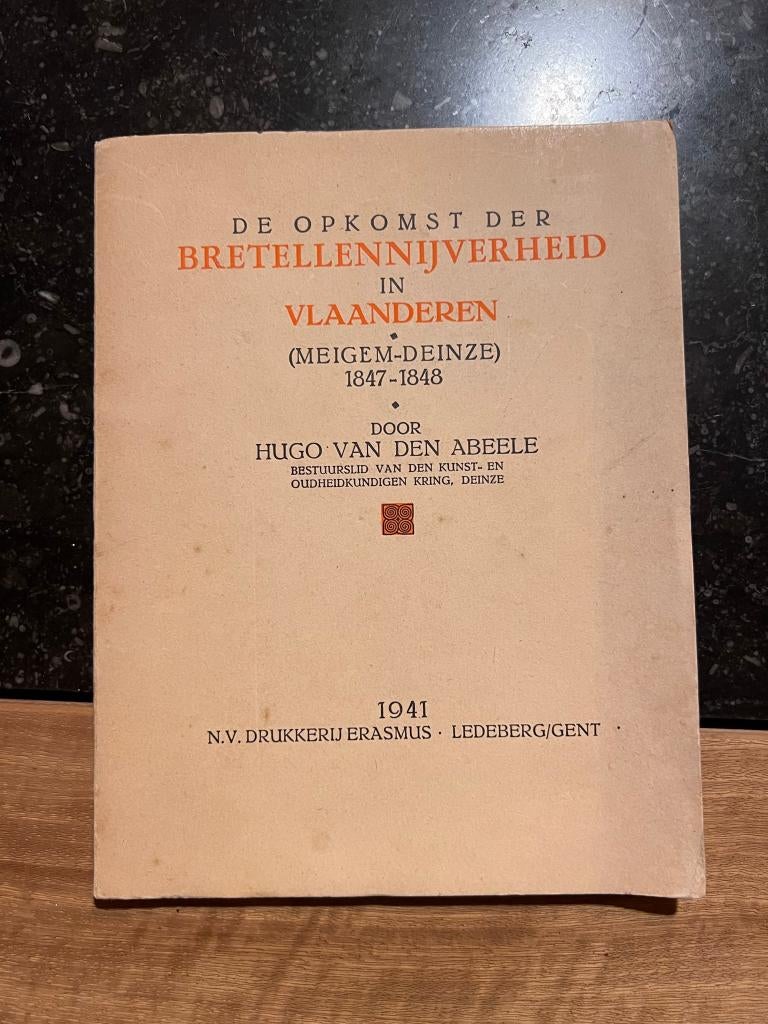 DE OPKOMST DER
BRETELLENNIJVERHEID
IN
VLAANDEREN
(MEIGEM-DEINZE)
1847-1848
DOOR
HUGO VAN DEN ABEELE
BESTUURSLID VAN DEN KUNST- EN
OUDHEIDKUNDIGEN KRING, DEINZE
1941
N.V. DRUKKERIJ ERASMUS · LEDEBERG/GENT